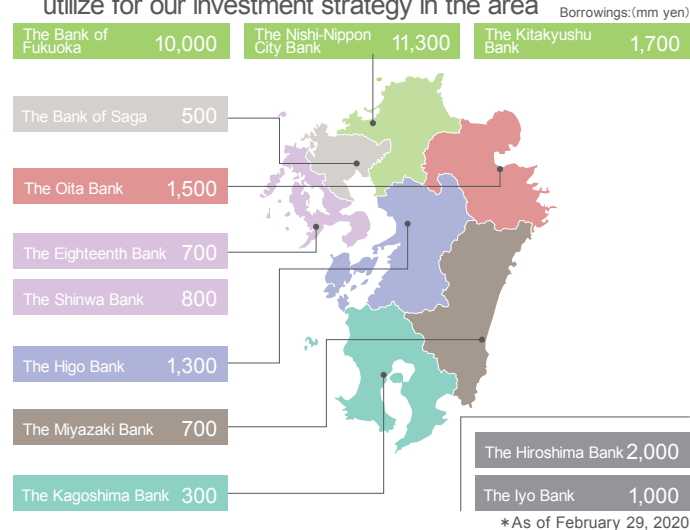 utilize for our investment strategy in the area
Borrowings:(mm yen)
The Bank of
Fukuoka 10,000
The Nishi-Nippon
City Bank 11,300
The Kitakyushu
Bank 1,700
The Bank of Saga 500
The Oita Bank 1,500
The Eighteenth Bank 700
The Shinwa Bank 800
The Higo Bank 1,300
The Miyazaki Bank 700
The Kagoshima Bank 300
The Hiroshima Bank 2,000
The Iyo Bank 1,000
*As of February 29, 2020